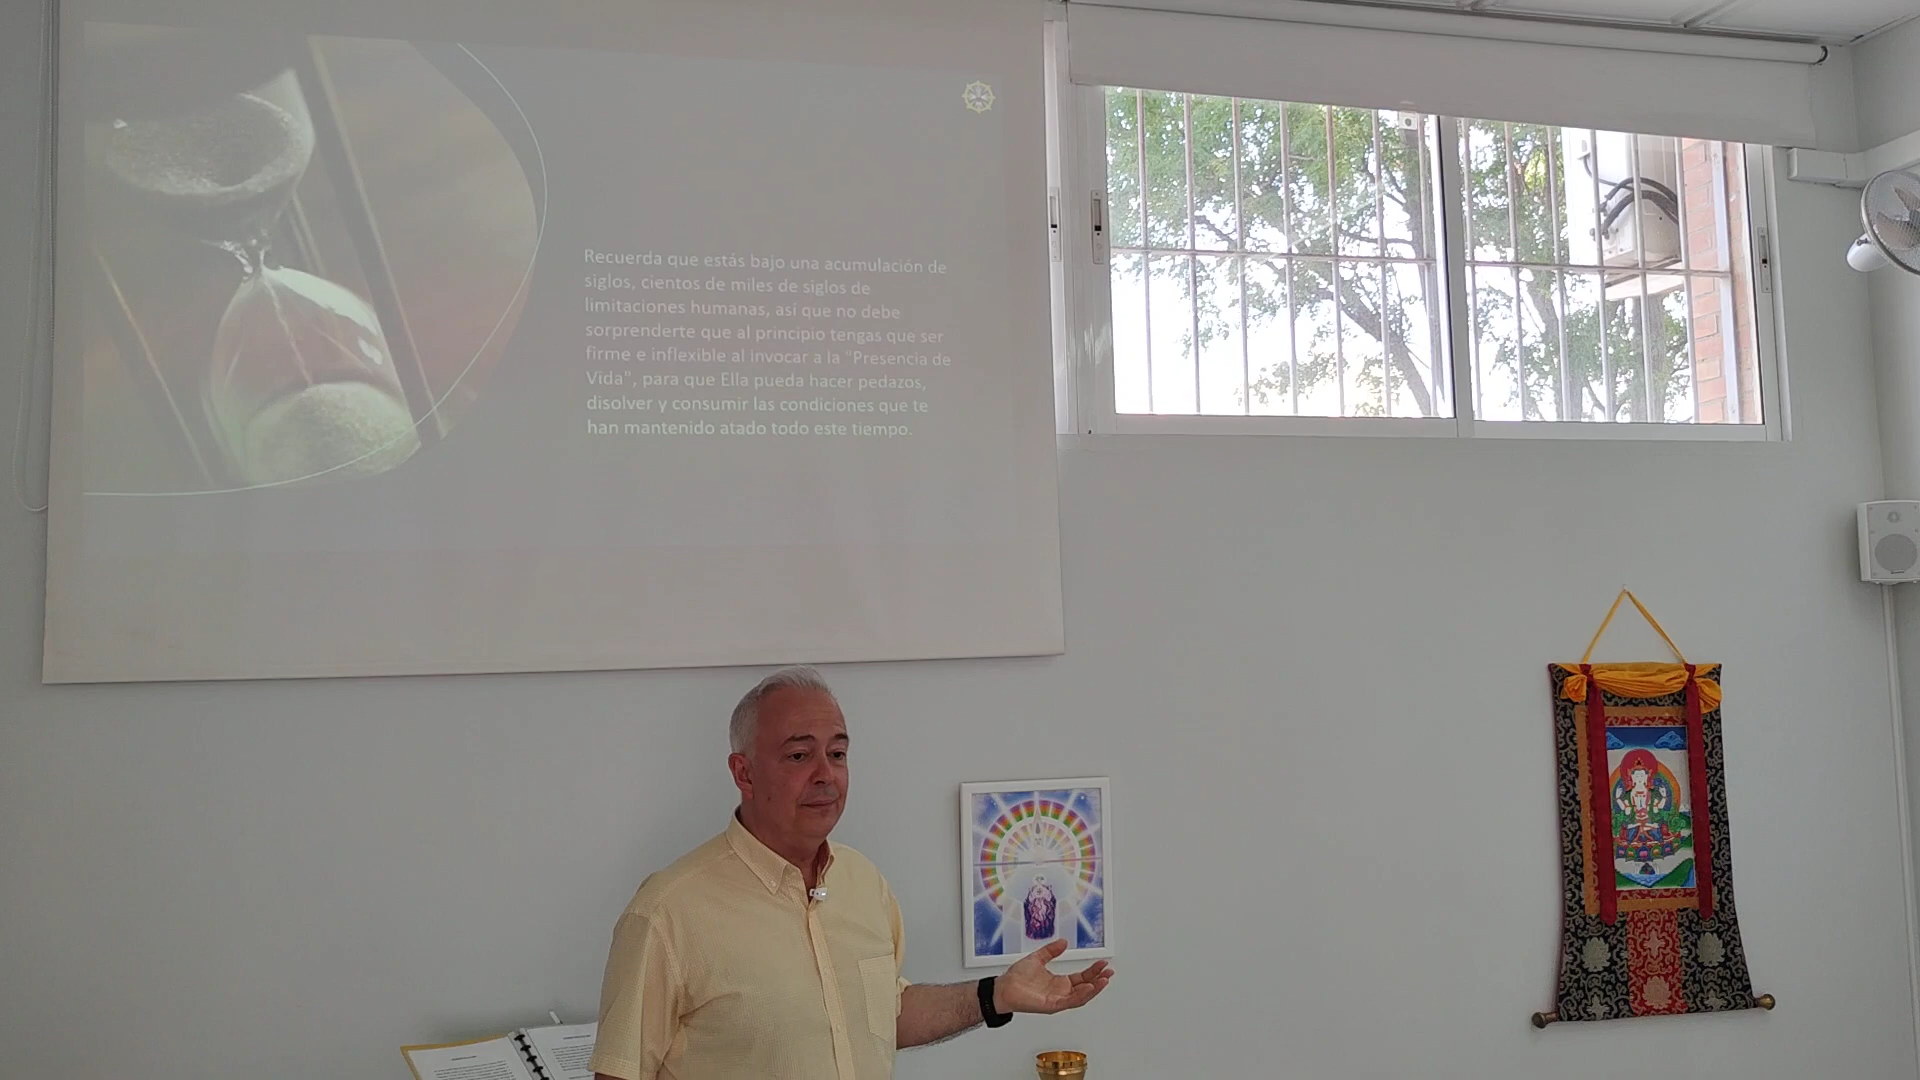 Recuerda que estás bajo una acumulación de
siglos, cientos de miles de siglos de
limitaciones humanas, así que no debe
sorprenderte que al principio tengas que ser
firme e inflexible al invocar a la “Presencia de
Vida”, para que Ella pueda hacer pedazos,
disolver y consumir las condiciones que te
han mantenido atado todo este tiempo.